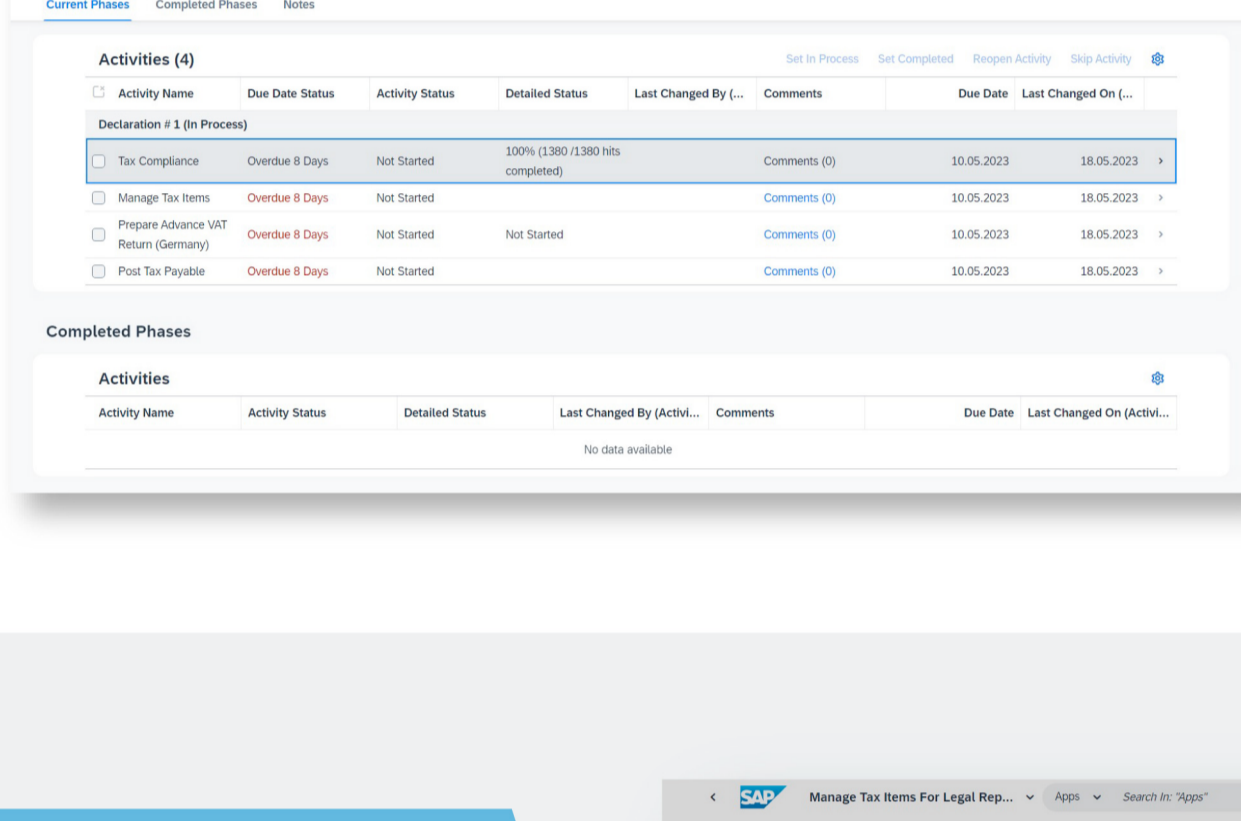 Current Phases Completed Phases Notes
Activities (4)
Set In Process Set Completed Reopen Activity Skip Activity
Activity Name Due Date Status Activity Status Detailed Status Last Changed By (... Comments Due Date Last Changed On (...
Declaration # 1 (In Process)
Tax Compliance Overdue 8 Days Not Started 100% (1380 /1380 hits completed) Comments (0) 10.05.2023 18.05.2023
Manage Tax Items Overdue 8 Days Not Started Comments (0) 10.05.2023 18.05.2023
Prepare Advance VAT Return (Germany) Overdue 8 Days Not Started Not Started Comments (0) 10.05.2023 18.05.2023
Post Tax Payable Overdue 8 Days Not Started Comments (0) 10.05.2023 18.05.2023
Completed Phases
Activities
Activity Name Activity Status Detailed Status Last Changed By (Activi... Comments Due Date Last Changed On (Activi...
No data available
SAP Manage Tax Items For Legal Rep... Apps Search In: "Apps"